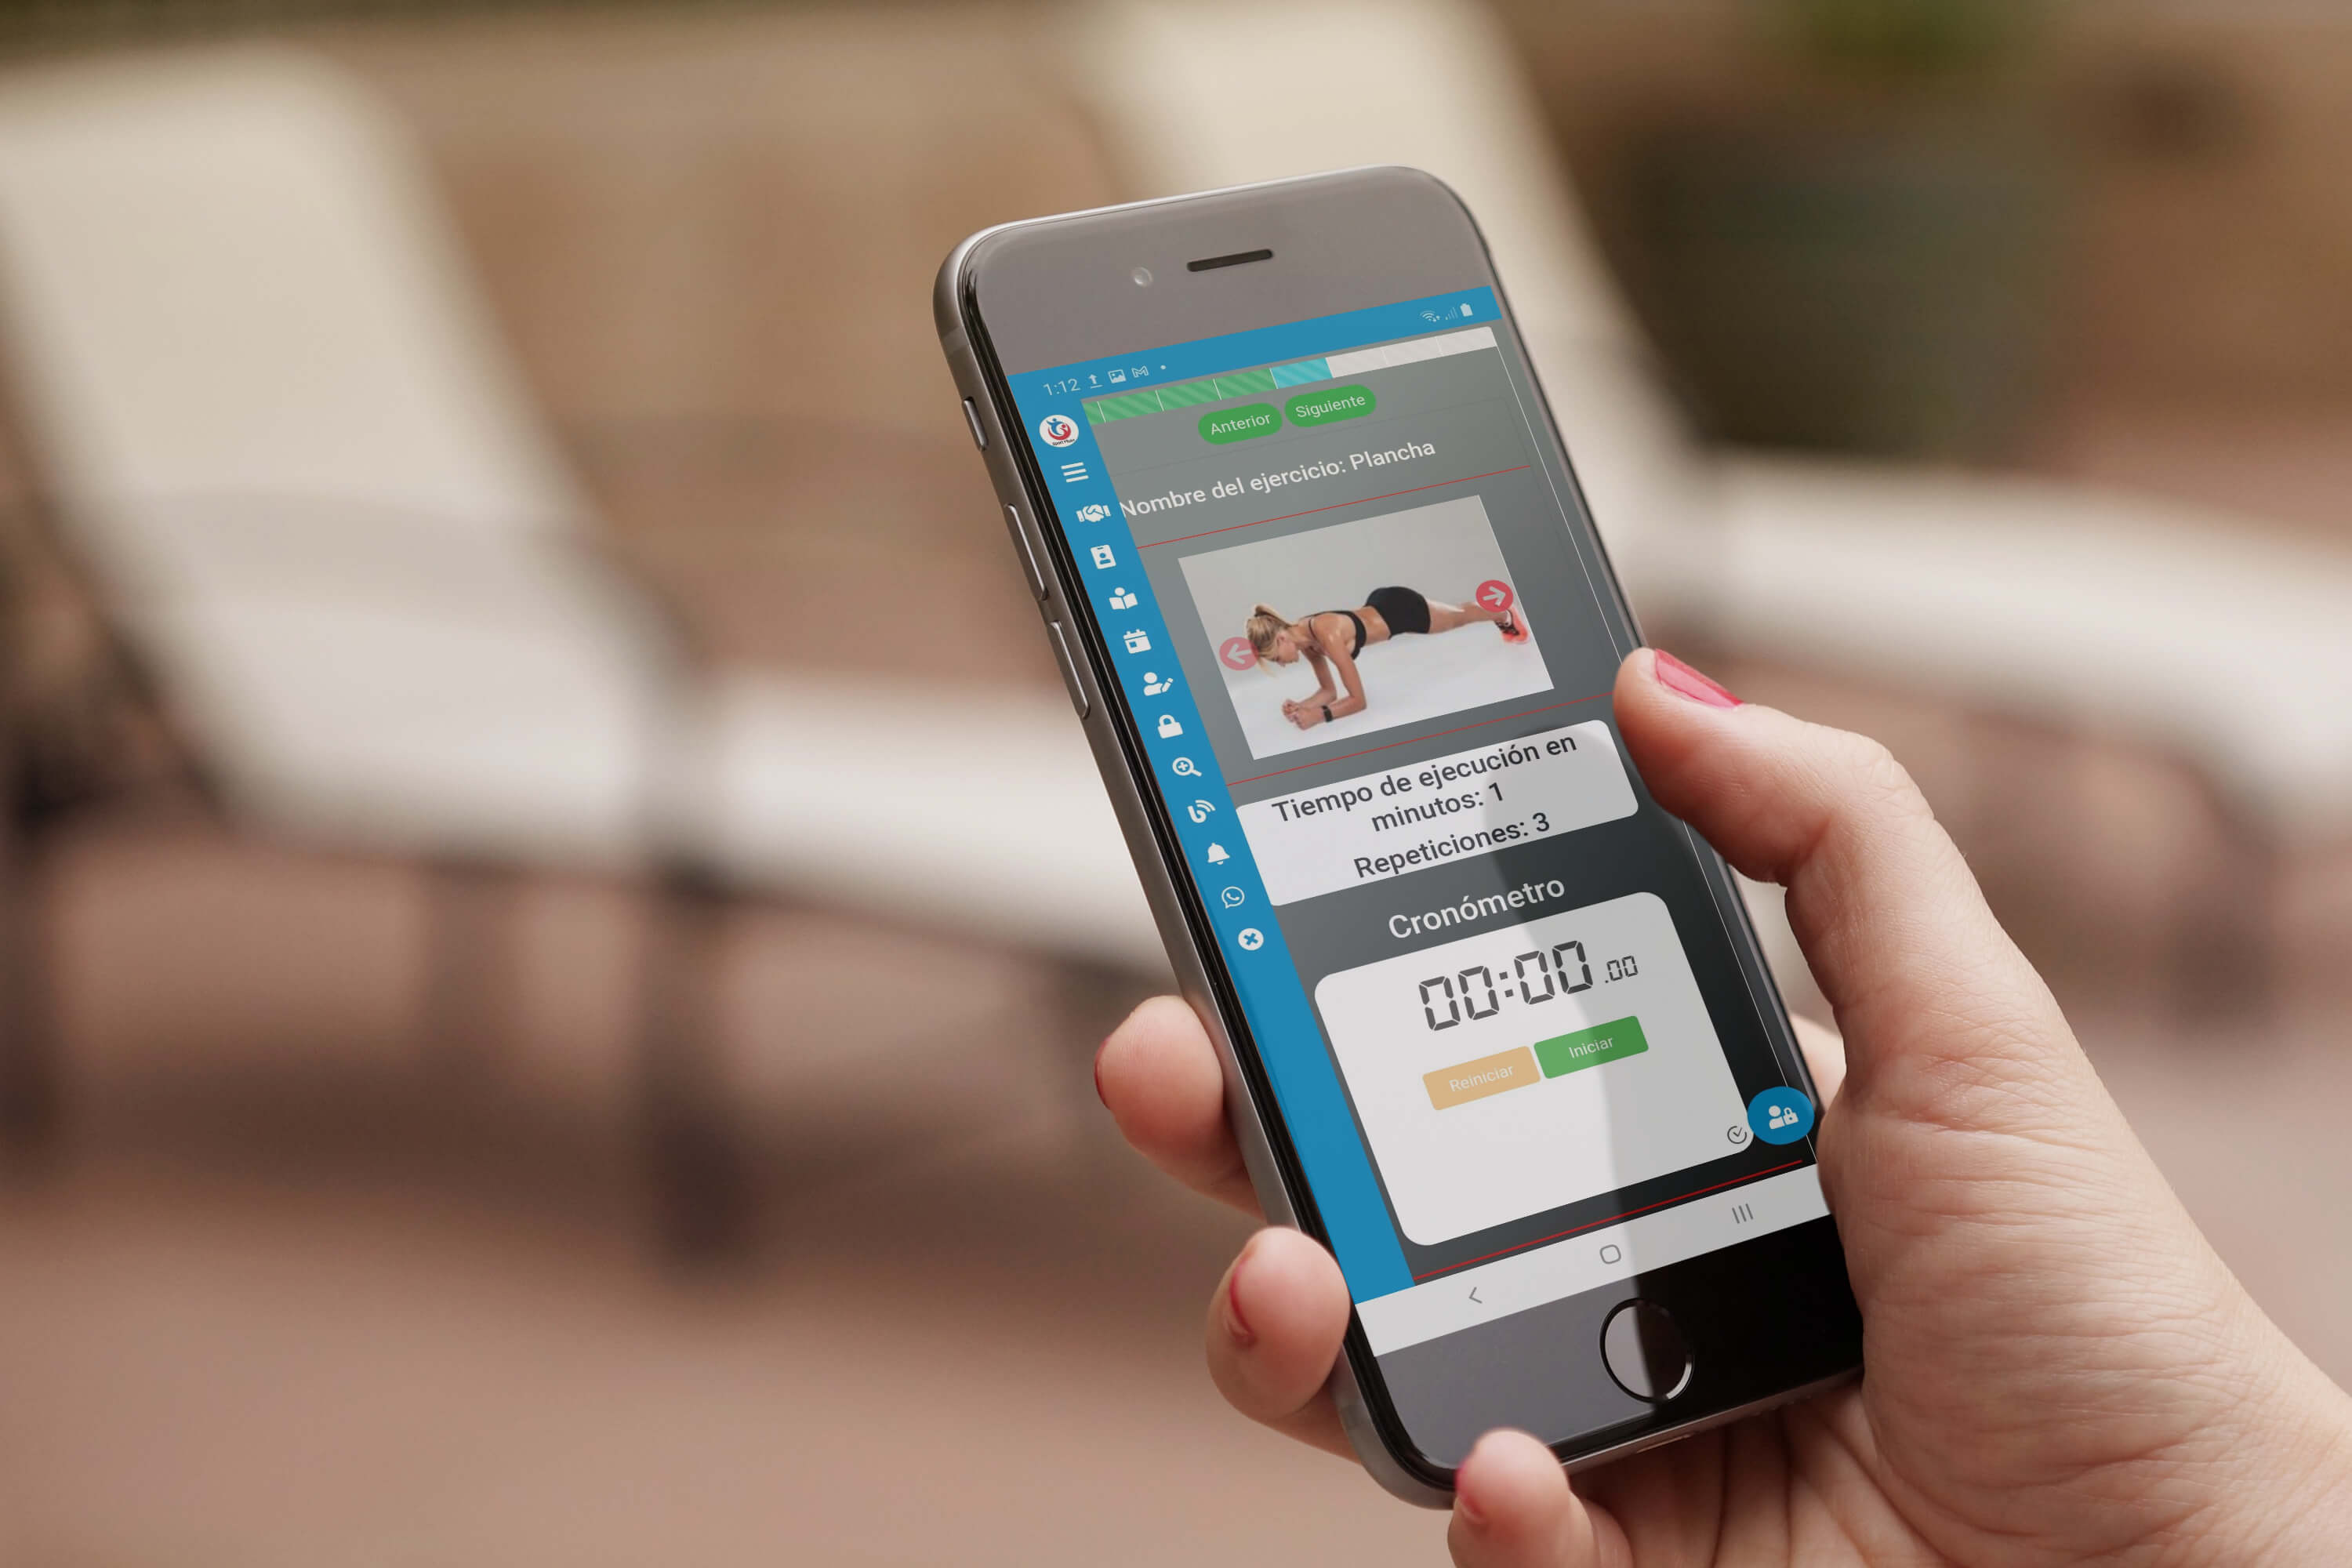 1:12
Anterior
Siguiente
Nombre del ejercicio: Plancha
Tiempo de ejecución en
minutos: 1
Repeticiones: 3
Cronómetro
00:00.00
Reiniciar
Iniciar